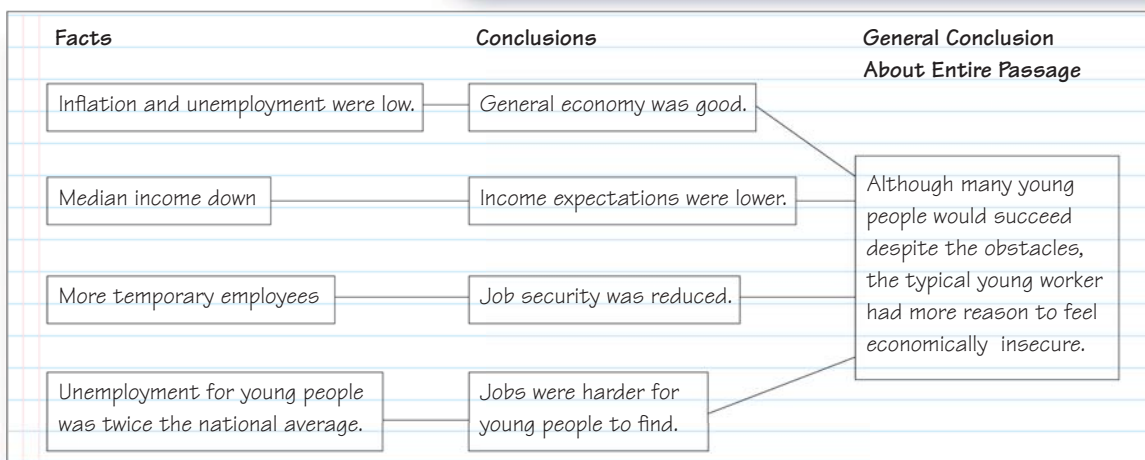 Facts
Conclusions
General Conclusion
About Entire Passage
Inflation and unemployment were low.
General economy was good.
Median income down
Income expectations were lower.
More temporary employees
Job security was reduced.
Unemployment for young people
was twice the national average.
Jobs were harder for
young people to find.
Although many young
people would succeed
despite the obstacles,
the typical young worker
had more reason to feel
economically insecure.